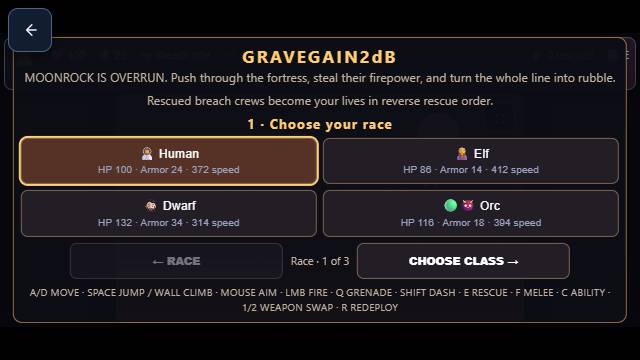 GRAVEGAIN2dB
MOONROCK IS OVERRUN. Push through the fortress, steal their firepower, and turn the whole line into rubble.
Rescued breach crews become your lives in reverse rescue order.
1 · Choose your race
Human
HP 100 · Armor 24 · 372 speed
Elf
HP 86 · Armor 14 · 412 speed
Dwarf
HP 132 · Armor 34 · 314 speed
Orc
HP 116 · Armor 18 · 394 speed
← RACE
Race · 1 of 3
CHOOSE CLASS →
A/D MOVE · SPACE JUMP / WALL CLIMB · MOUSE AIM · LMB FIRE · Q GRENADE · SHIFT DASH · E RESCUE · F MELEE · C ABILITY ·
1/2 WEAPON SWAP · R REDEPLOY